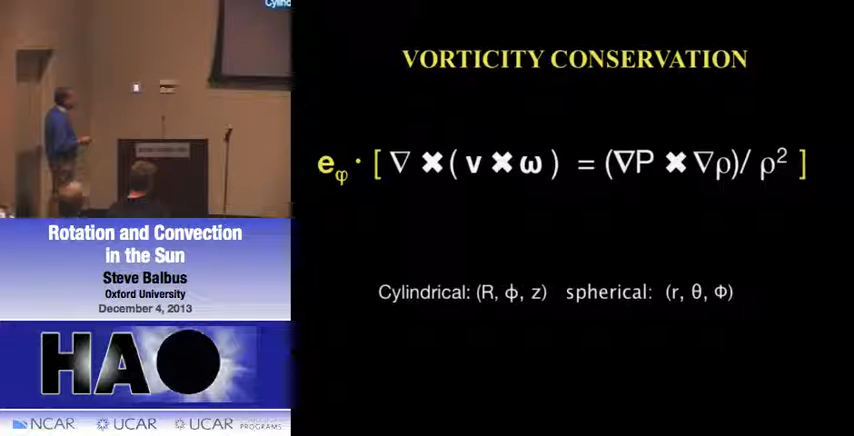 Cylind
VORTICITY CONSERVATION
e_φ · [ ∇ ✖ ( v ✖ ω ) = (∇P ✖ ∇ρ)/ ρ² ]
Cylindrical: (R, ϕ, z) spherical: (r, θ, Φ)
Rotation and Convection
in the Sun
Steve Balbus
Oxford University
December 4, 2013
HAO
NCAR UCAR UCAR PROGRAMS